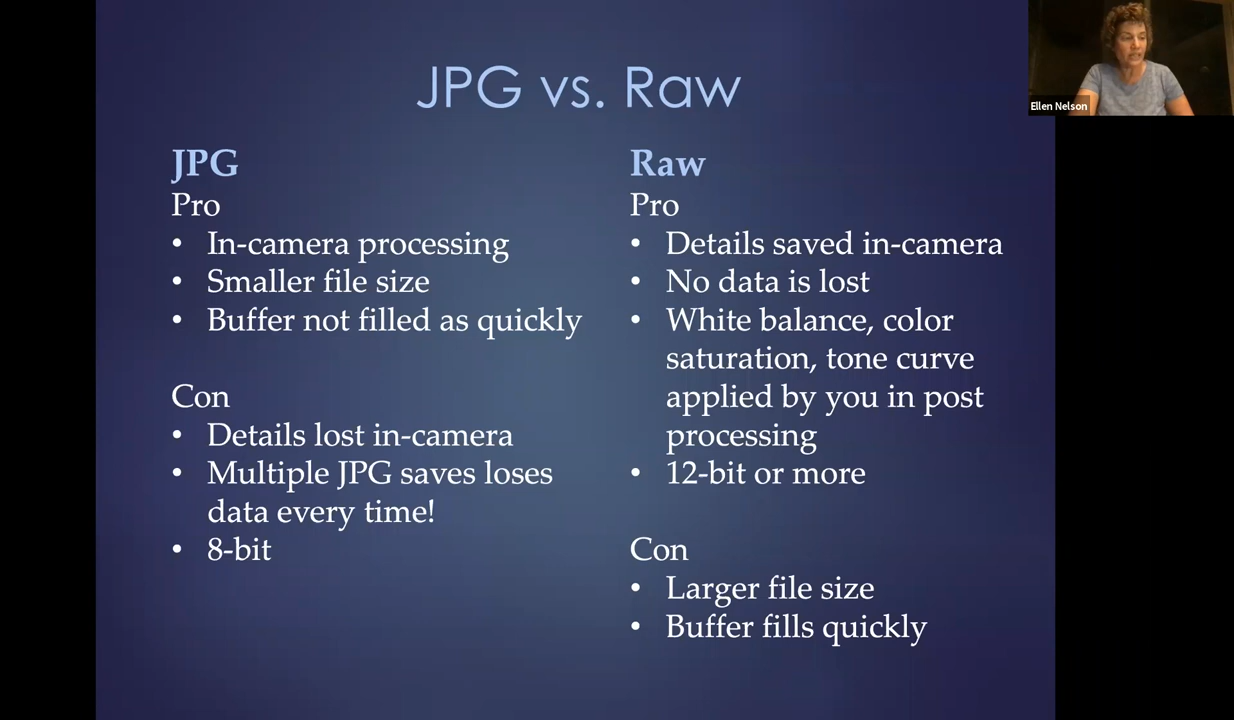 JPG vs. Raw
Ellen Nelson
JPG
Pro
• In-camera processing
• Smaller file size
• Buffer not filled as quickly
Con
• Details lost in-camera
• Multiple JPG saves loses
data every time!
• 8-bit
Raw
Pro
• Details saved in-camera
• No data is lost
• White balance, color
saturation, tone curve
applied by you in post
processing
• 12-bit or more
Con
• Larger file size
• Buffer fills quickly